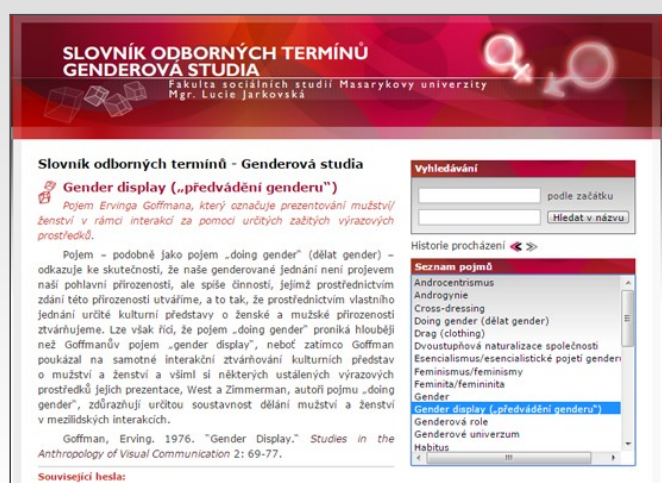 SLOVNÍK ODBORNÝCH TERMÍNŮ
GENDEROVÁ STUDIA
Fakulta sociálních studií Masarykovy univerzity
Mgr. Lucie Jarkovská
Slovník odborných termínů - Genderová studia
Gender display („předvádění genderu")
Pojem Ervinga Goffmana, který označuje prezentování mužství/
ženství v rámci interakcí za pomoci určitých zažitých výrazových
prostředků.
Pojem – podobně jako pojem „doing gender" (dělat gender) –
odkazuje ke skutečnosti, že naše genderované jednání není projevem
naší pohlavní přirozenosti, ale spíše činností, jejímž prostřednictvím
zdání této přirozenosti utváříme, a to tak, že prostřednictvím vlastního
jednání určité kulturní představy o ženské a mužské přirozenosti
ztvárňujeme. Lze však říci, že pojem „doing gender" proniká hlouběji
než Goffmanův pojem „gender display", neboť zatímco Goffman
poukázal na samotné interakční ztvárňování kulturních představ
o mužství a ženství a všiml si některých ustálených výrazových
prostředků jejich prezentace, West a Zimmerman, autoři pojmu „doing
gender", zdůrazňují určitou soustavnost dělání mužství a ženství
v mezilidských interakcích.
Goffman, Erving. 1976. "Gender Display." Studies in the
Anthropology of Visual Communication 2: 69-77.
Související hesla:
Vyhledávání
podle začátku
Hledat v názvu
Historie procházení
Seznam pojmů
Androcentrismus
Androgynie
Cross-dressing
Doing gender (dělat gender)
Drag (clothing)
Dvoustupňová naturalizace společnosti
Esencialismus/esencialistické pojetí genderu
Feminismus/feminismy
Feminita/femininita
Gender
Gender display („předvádění genderu")
Genderová role
Genderové univerzum
Habitus